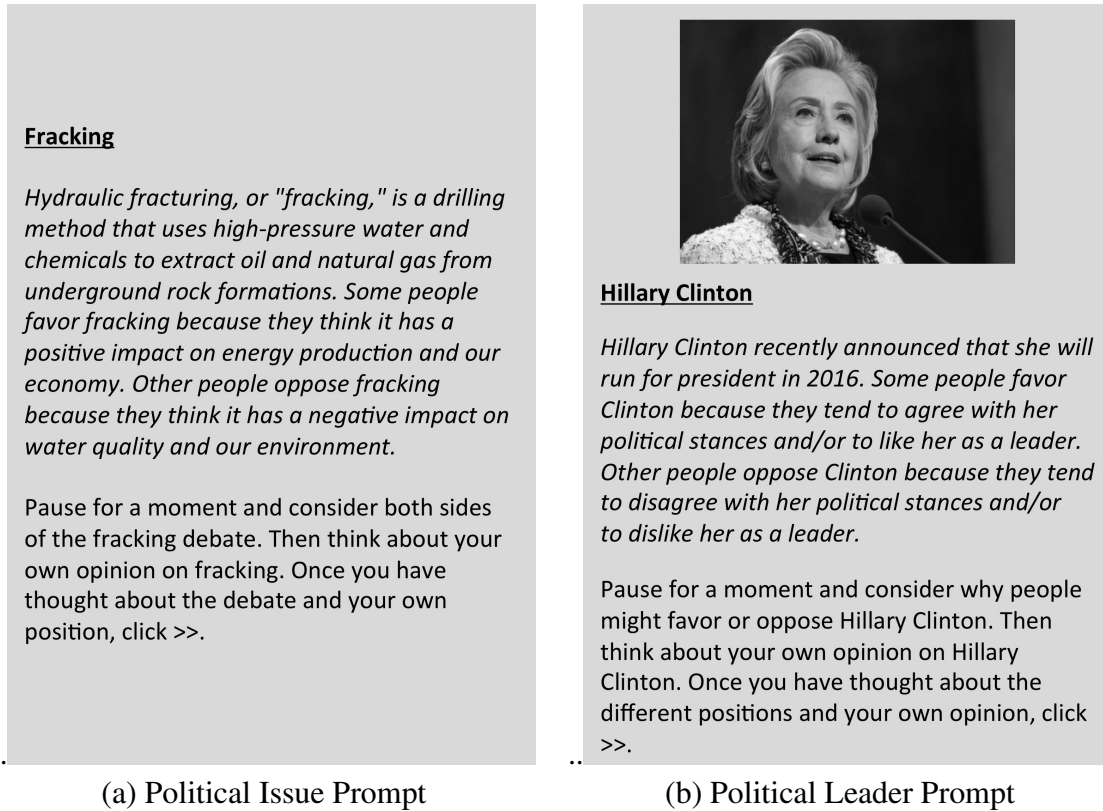 Fracking
Hydraulic fracturing, or "fracking," is a drilling
method that uses high-pressure water and
chemicals to extract oil and natural gas from
underground rock formations. Some people
favor fracking because they think it has a
positive impact on energy production and our
economy. Other people oppose fracking
because they think it has a negative impact on
water quality and our environment.
Pause for a moment and consider both sides
of the fracking debate. Then think about your
own opinion on fracking. Once you have
thought about the debate and your own
position, click >>.
.
(a) Political Issue Prompt
Hillary Clinton
Hillary Clinton recently announced that she will
run for president in 2016. Some people favor
Clinton because they tend to agree with her
political stances and/or to like her as a leader.
Other people oppose Clinton because they tend
to disagree with her political stances and/or
to dislike her as a leader.
Pause for a moment and consider why people
might favor or oppose Hillary Clinton. Then
think about your own opinion on Hillary
Clinton. Once you have thought about the
different positions and your own opinion, click
>>.
..
(b) Political Leader Prompt